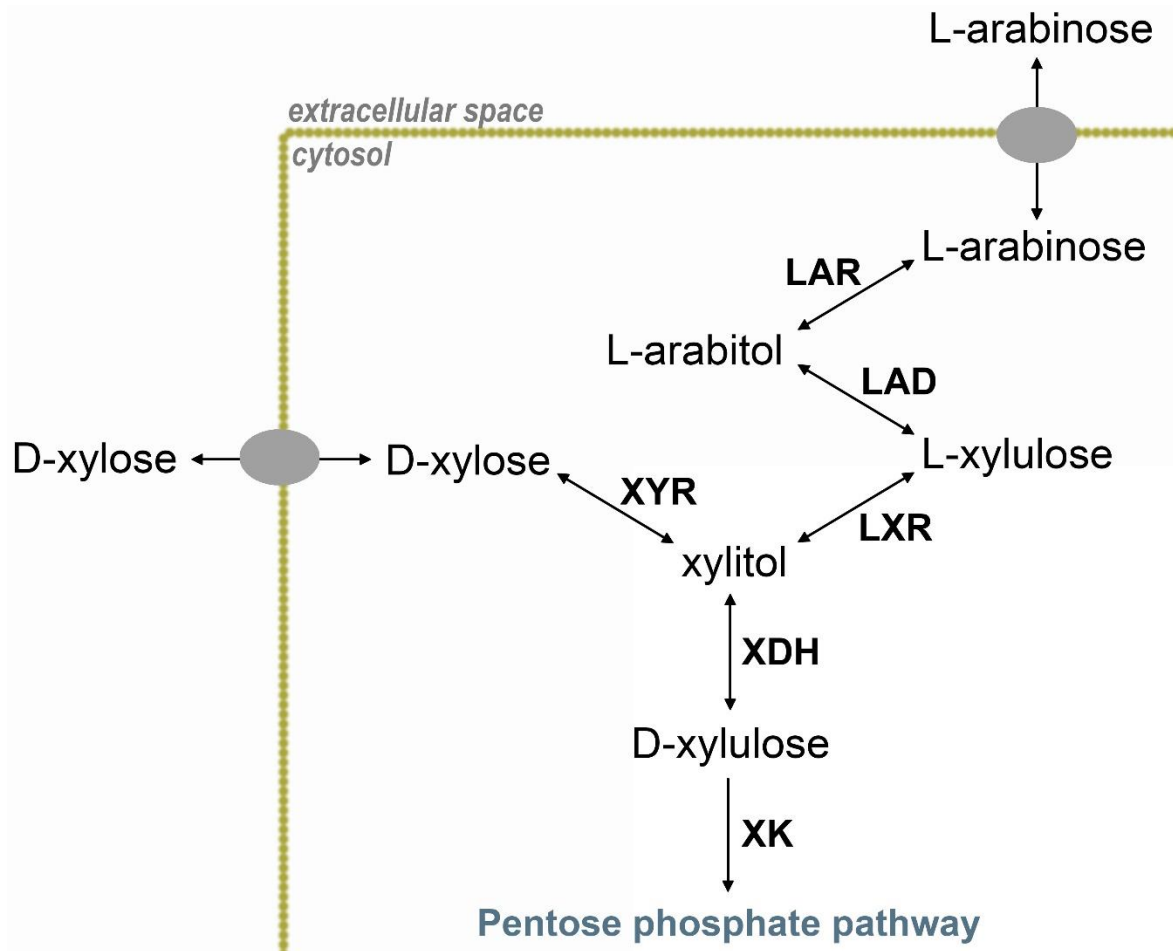 L-arabinose
extracellular space
cytosol
L-arabinose
LAR
L-arabitol
LAD
D-xylose
D-xylose
L-xylulose
XYR
LXR
xylitol
XDH
D-xylulose
XK
Pentose phosphate pathway